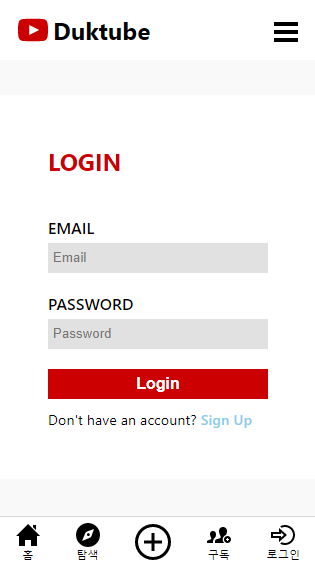 Duktube
LOGIN
EMAIL
Email
PASSWORD
Password
Login
Don't have an account? Sign Up
홈 탐색 구독 로그인